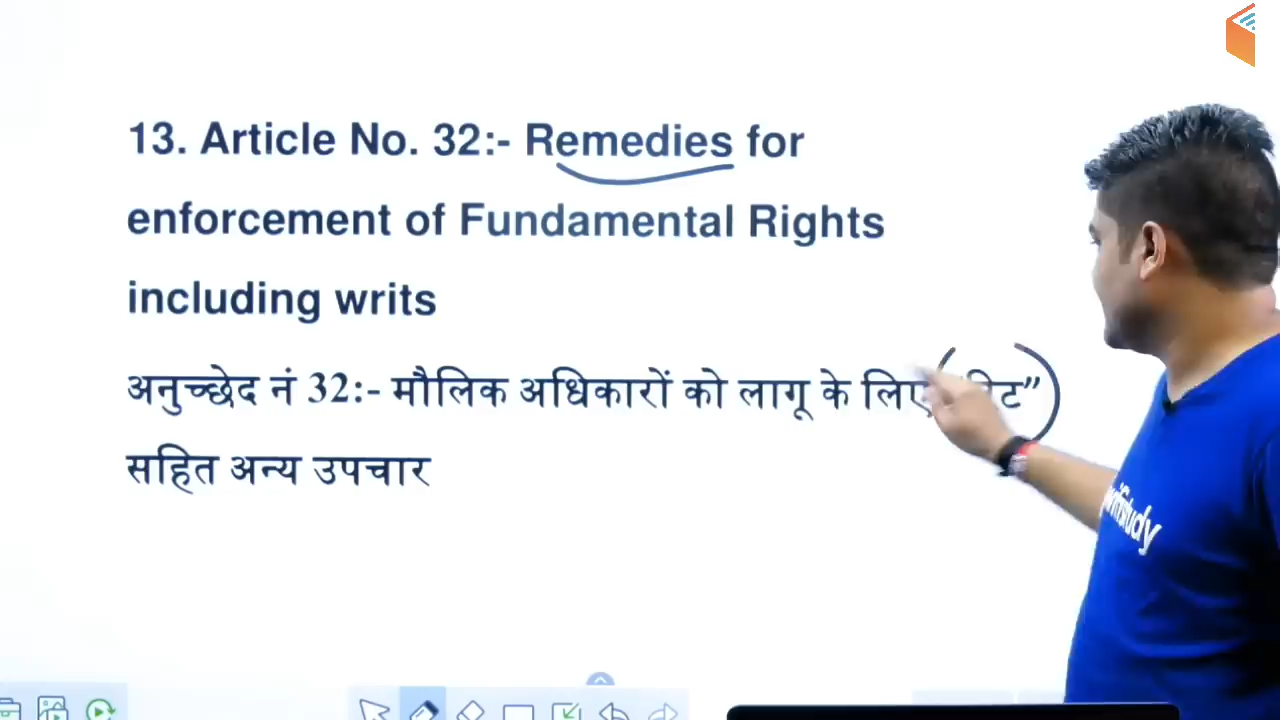 13. Article No. 32:- Remedies for
enforcement of Fundamental Rights
including writs
अनुच्छेद नं 32:- मौलिक अधिकारों को लागू के लिए
सहित अन्य उपचार